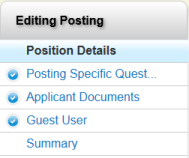 Editing Posting
Position Details
Posting Specific Quest...
Applicant Documents
Guest User
Summary